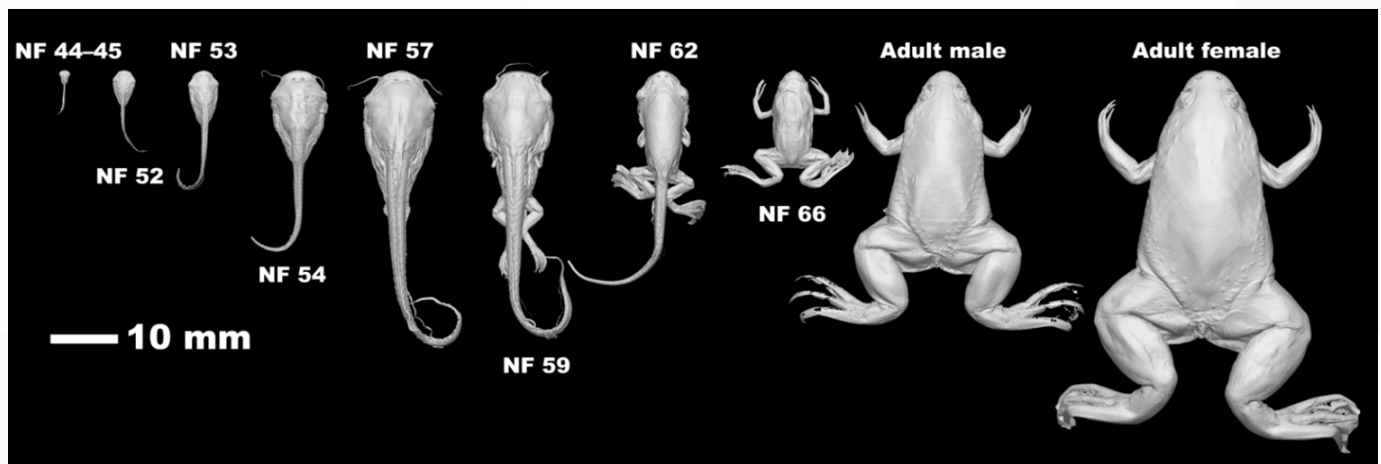 NF 44–45
NF 52
NF 53
NF 54
NF 57
NF 59
NF 62
NF 66
Adult male
Adult female
10 mm